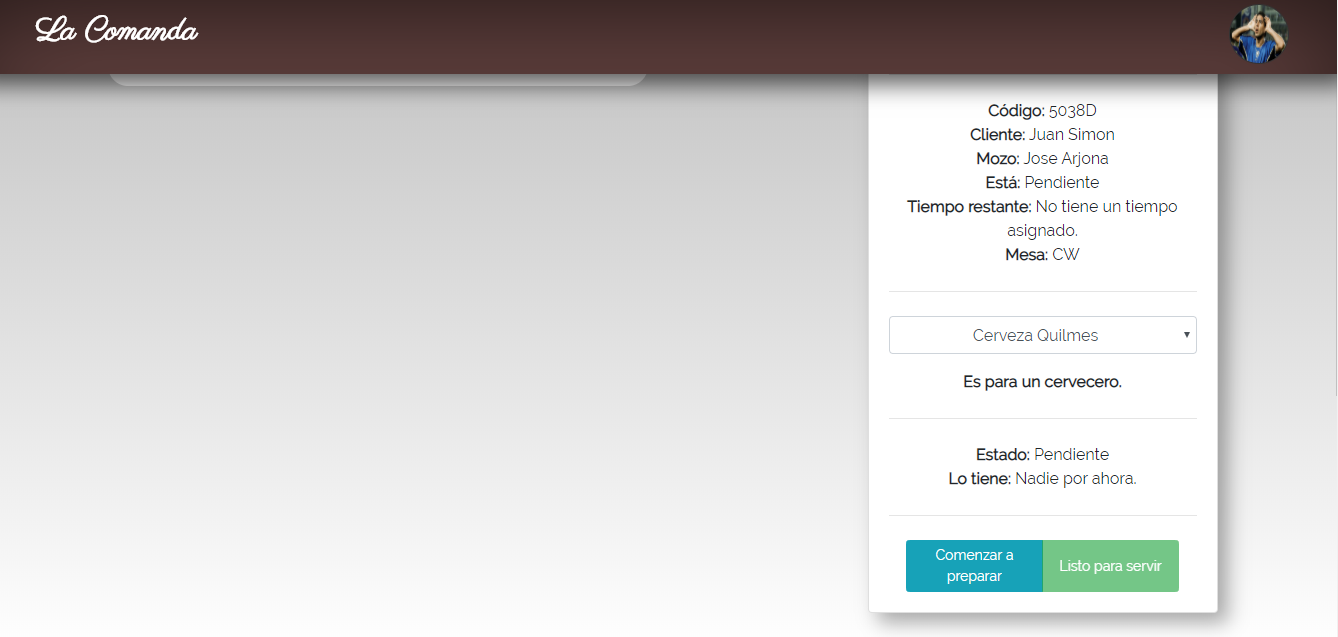 La Comanda
Código: 5038D
Cliente: Juan Simon
Mozo: Jose Arjona
Está: Pendiente
Tiempo restante: No tiene un tiempo
asignado.
Mesa: CW
Cerveza Quilmes
Es para un cervecero.
Estado: Pendiente
Lo tiene: Nadie por ahora.
Comenzar a
preparar
Listo para servir